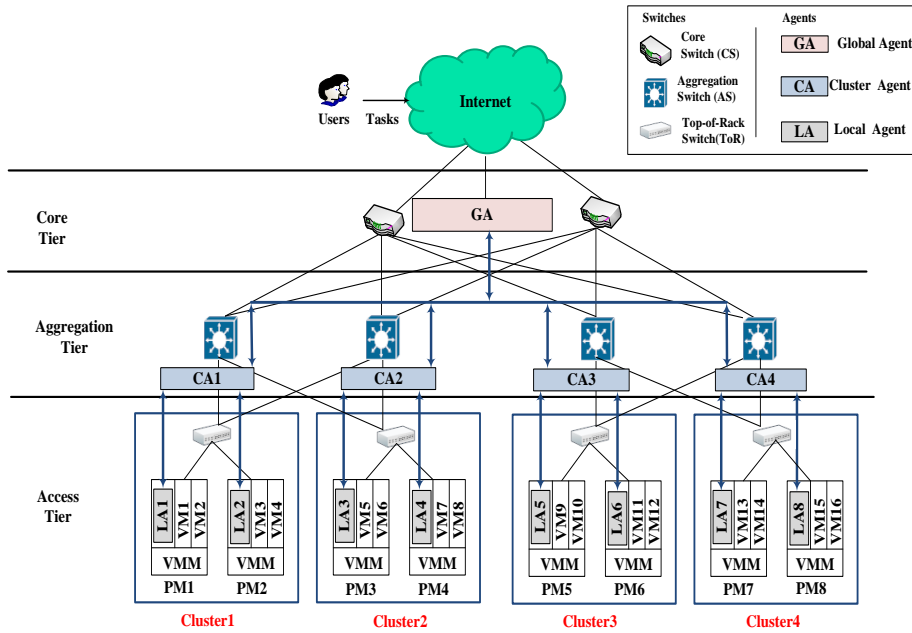 Switches Agents
Core
Switch (CS)
GA Global Agent
Aggregation
Switch (AS)
CA Cluster Agent
Top-of-Rack
Switch(ToR)
LA Local Agent
Internet
Users Tasks
Core
Tier
GA
Aggregation
Tier
CA1 CA2 CA3 CA4
Access
Tier
LA1 VM1 VM2 LA2 VM3 VM4 LA3 VM5 VM6 LA4 VM7 VM8 LA5 VM9 VM10 LA6 VM11 VM12 LA7 VM13 VM14 LA8 VM15 VM16
VMM VMM VMM VMM VMM VMM VMM VMM
PM1 PM2 PM3 PM4 PM5 PM6 PM7 PM8
Cluster1 Cluster2 Cluster3 Cluster4